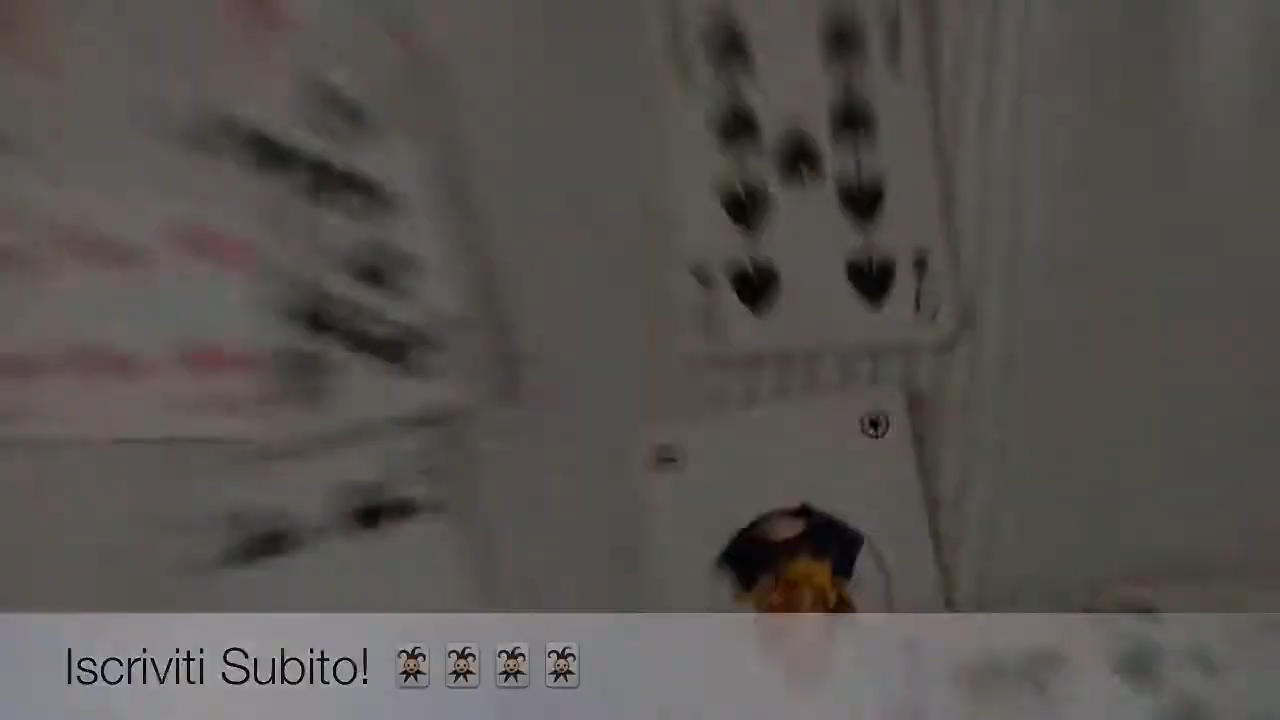 Iscriviti Subito! 🃏 🃏 🃏 🃏